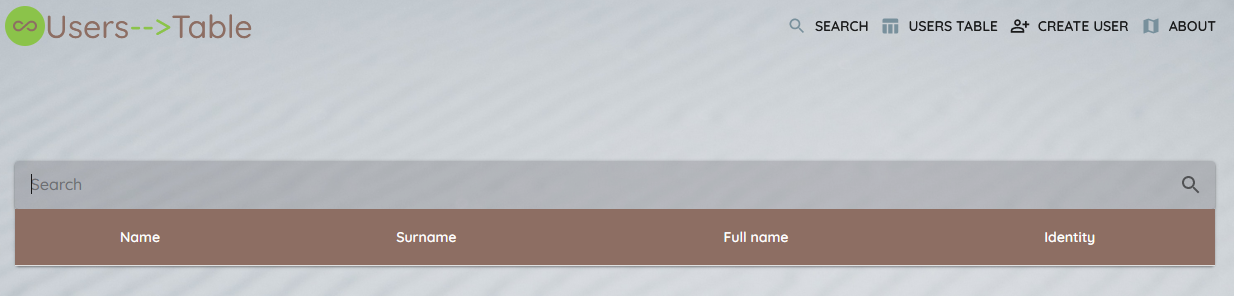 Users-->Table
SEARCH USERS TABLE CREATE USER ABOUT
Search
Name Surname Full name Identity